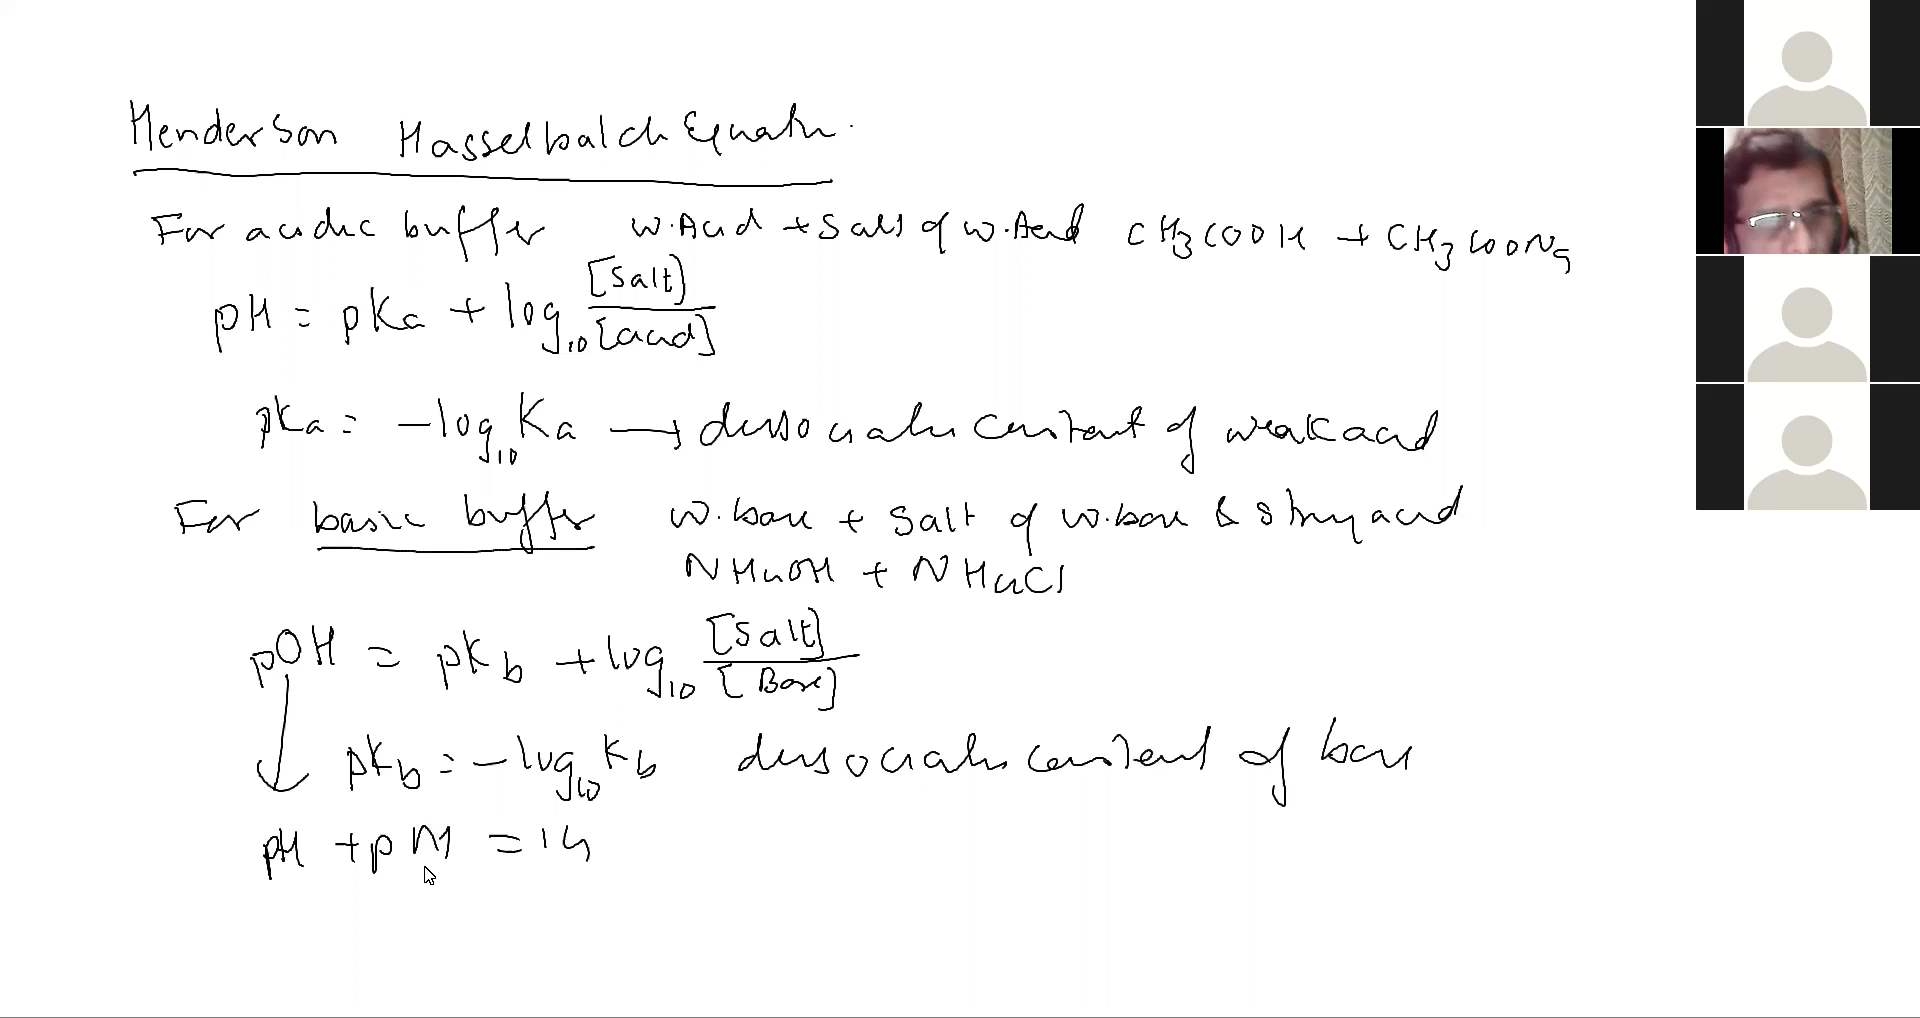 Henderson Hasselbalch Equatn.
For acidic buffer w.Acid + Salt of w.Acid CH3COOH + CH3COONa
pH = pKa + log10 [Salt]/[acid]
pKa = -log10 Ka → dissociation constant of weak acid
For basic buffer w.base + Salt of w.base & strong acid
NH4OH + NH4Cl
pOH = pKb + log10 [Salt]/[Base]
pKb = -log10 Kb dissociation constant of base
pH + p = 14